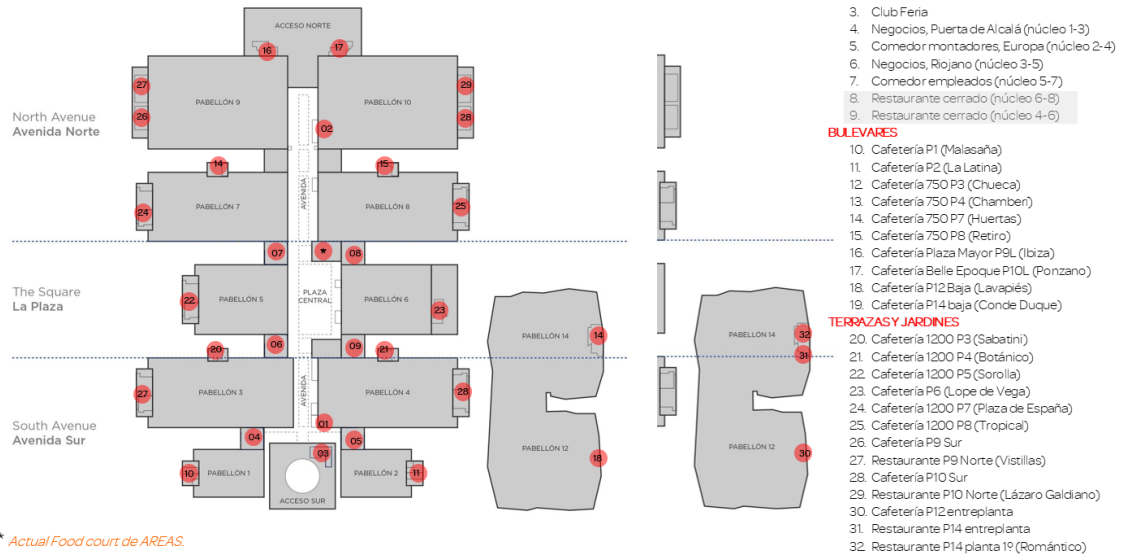 ACCESO NORTE
16
17
27
29
PABELLÓN 9
PABELLÓN 10
26
28
02
North Avenue
Avenida Norte
14
15
AVENIDA
24
PABELLÓN 7
PABELLÓN 8
25
07
*
08
The Square
La Plaza
22
PABELLÓN 5
PLAZA
CENTRAL
PABELLÓN 6
23
20
06
09
21
27
PABELLÓN 3
AVENIDA
PABELLÓN 4
28
South Avenue
Avenida Sur
01
04
05
03
10
PABELLÓN 1
PABELLÓN 2
11
ACCESO SUR
PABELLÓN 14
14
PABELLÓN 12
18
PABELLÓN 14
32
31
PABELLÓN 12
30
* Actual Food court de AREAS.
3. Club Feria
4. Negocios, Puerta de Alcalá (núcleo 1-3)
5. Comedor montadores, Europa (núcleo 2-4)
6. Negocios, Riojano (núcleo 3-5)
7. Comedor empleados (núcleo 5-7)
8. Restaurante cerrado (núcleo 6-8)
9. Restaurante cerrado (núcleo 4-6)
BULEVARES
10. Cafetería P1 (Malasaña)
11. Cafetería P2 (La Latina)
12. Cafetería 750 P3 (Chueca)
13. Cafetería 750 P4 (Chamberí)
14. Cafetería 750 P7 (Huertas)
15. Cafetería 750 P8 (Retiro)
16. Cafetería Plaza Mayor P9L (Ibiza)
17. Cafetería Belle Epoque P10L (Ponzano)
18. Cafetería P12 Baja (Lavapiés)
19. Cafetería P14 baja (Conde Duque)
TERRAZAS Y JARDINES
20. Cafetería 1200 P3 (Sabatini)
21. Cafetería 1200 P4 (Botánico)
22. Cafetería 1200 P5 (Sorolla)
23. Cafetería P6 (Lope de Vega)
24. Cafetería 1200 P7 (Plaza de España)
25. Cafetería 1200 P8 (Tropical)
26. Cafetería P9 Sur
27. Restaurante P9 Norte (Vistillas)
28. Cafetería P10 Sur
29. Restaurante P10 Norte (Lázaro Galdiano)
30. Cafetería P12 entreplanta
31. Restaurante P14 entreplanta
32. Restaurante P14 planta 1º (Romántico)